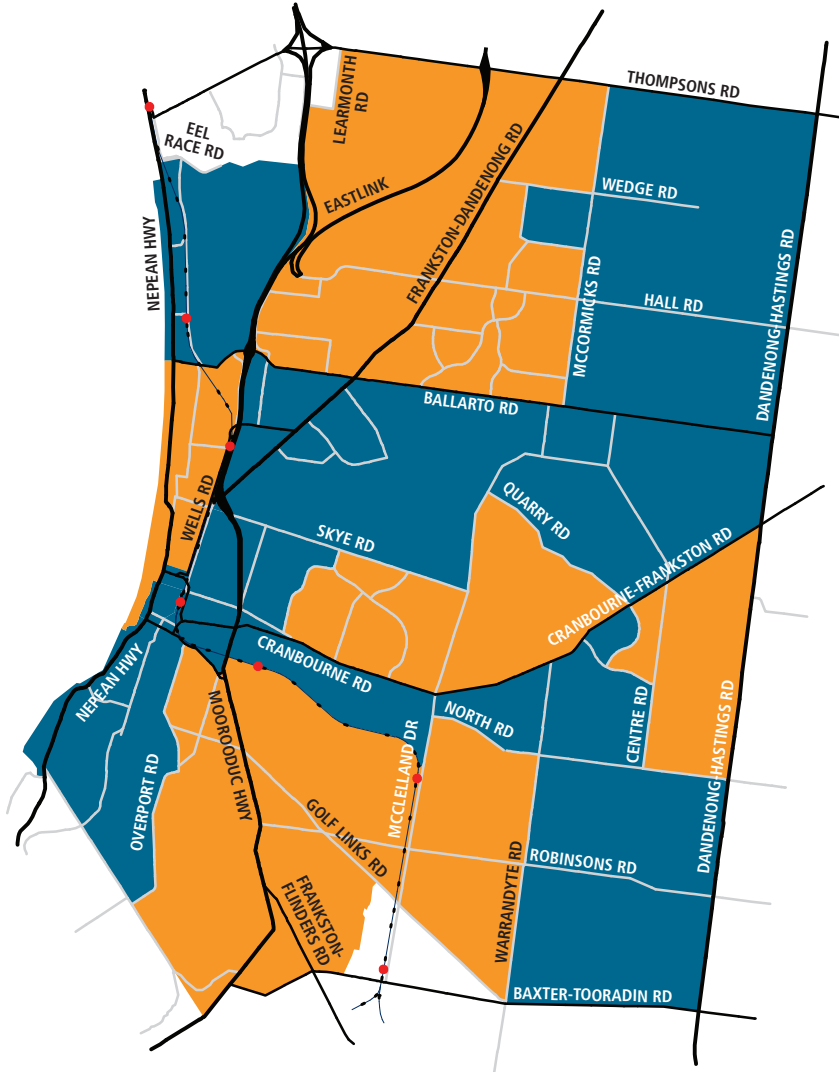 THOMPSONS RD
LEARMONTH
RD
EEL
RACE RD
EASTLINK
FRANKSTON-DANDENONG RD
WEDGE RD
NEPEAN HWY
MCCORMICKS RD
HALL RD
DANDENONG-HASTINGS RD
BALLARTO RD
WELLS RD
QUARRY RD
SKYE RD
CRANBOURNE-FRANKSTON RD
CRANBOURNE RD
NEPEAN HWY
MOOROODUC HWY
NORTH RD
CENTRE RD
DANDENONG-HASTINGS RD
MCCLELLAND DR
OVERPORT RD
GOLF LINKS RD
ROBINSONS RD
WARRANDYTE RD
FRANKSTON-
FLINDERS RD
BAXTER-TOORADIN RD